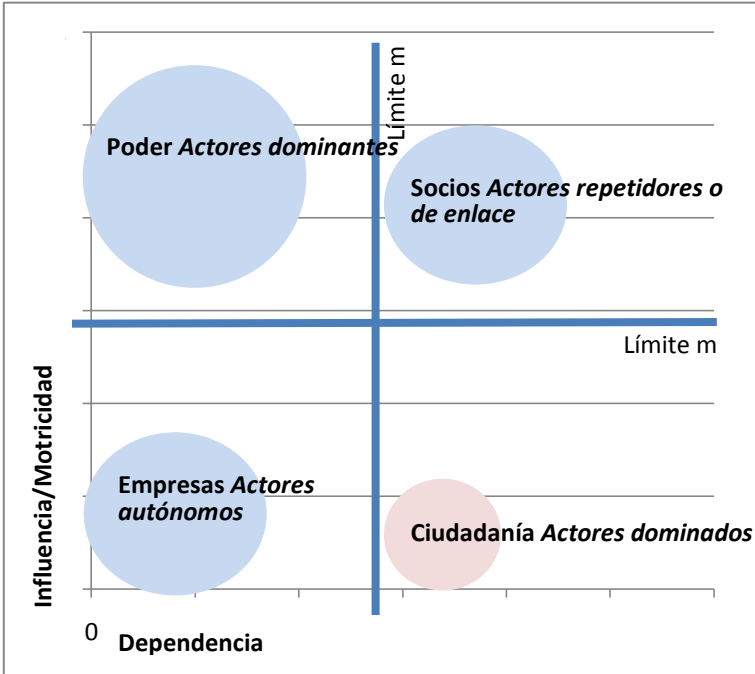 Límite m
Poder Actores dominantes
Socios Actores repetidores o
de enlace
Límite m
Influencia/Motricidad
Empresas Actores
autónomos
Ciudadanía Actores dominados
0
Dependencia